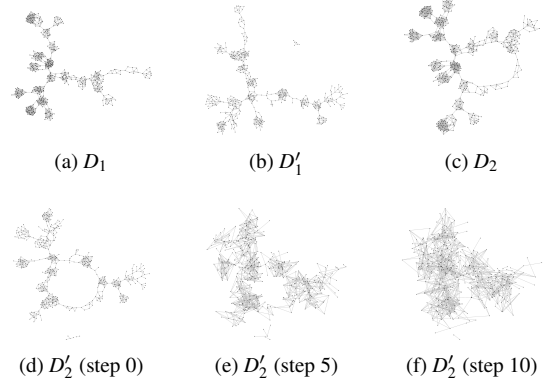 (a) D₁
(b) D′₁
(c) D₂
(d) D′₂ (step 0)
(e) D′₂ (step 5)
(f) D′₂ (step 10)